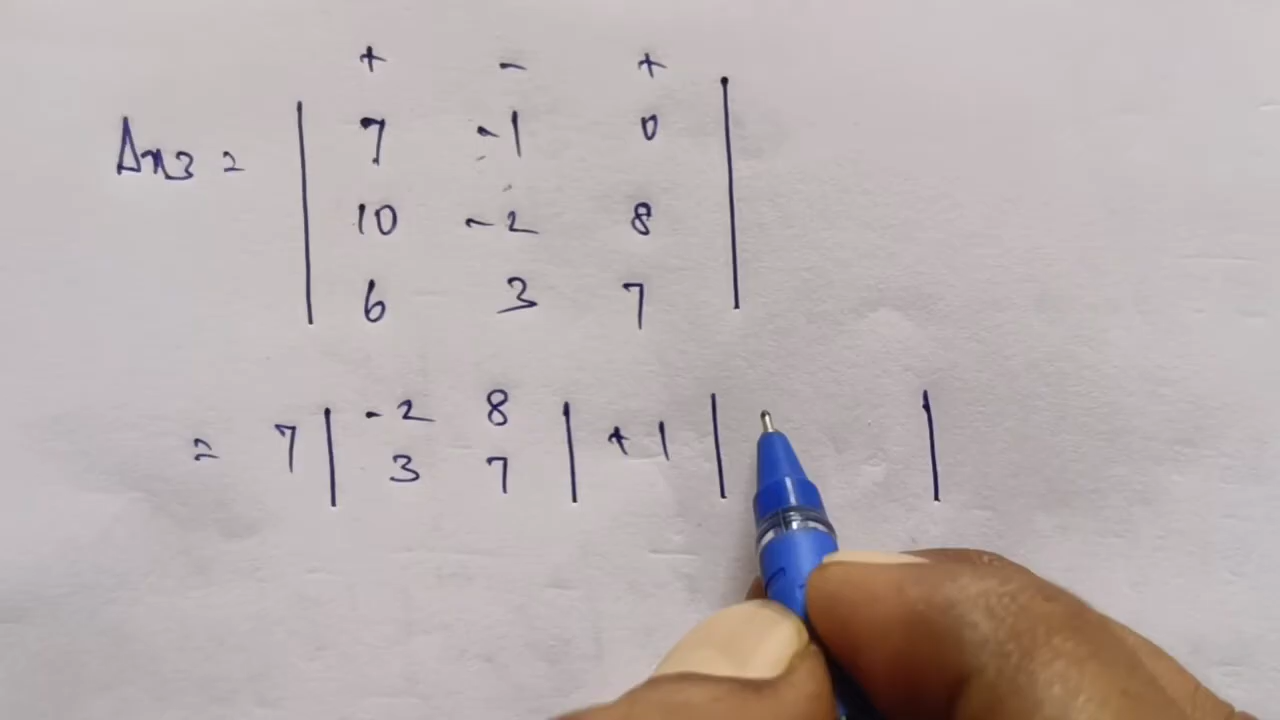 + - +
Δx3 = | 7 -1 0 |
| 10 -2 8 |
| 6 3 7 |
= 7 | -2 8 | + 1 | |
| 3 7 |